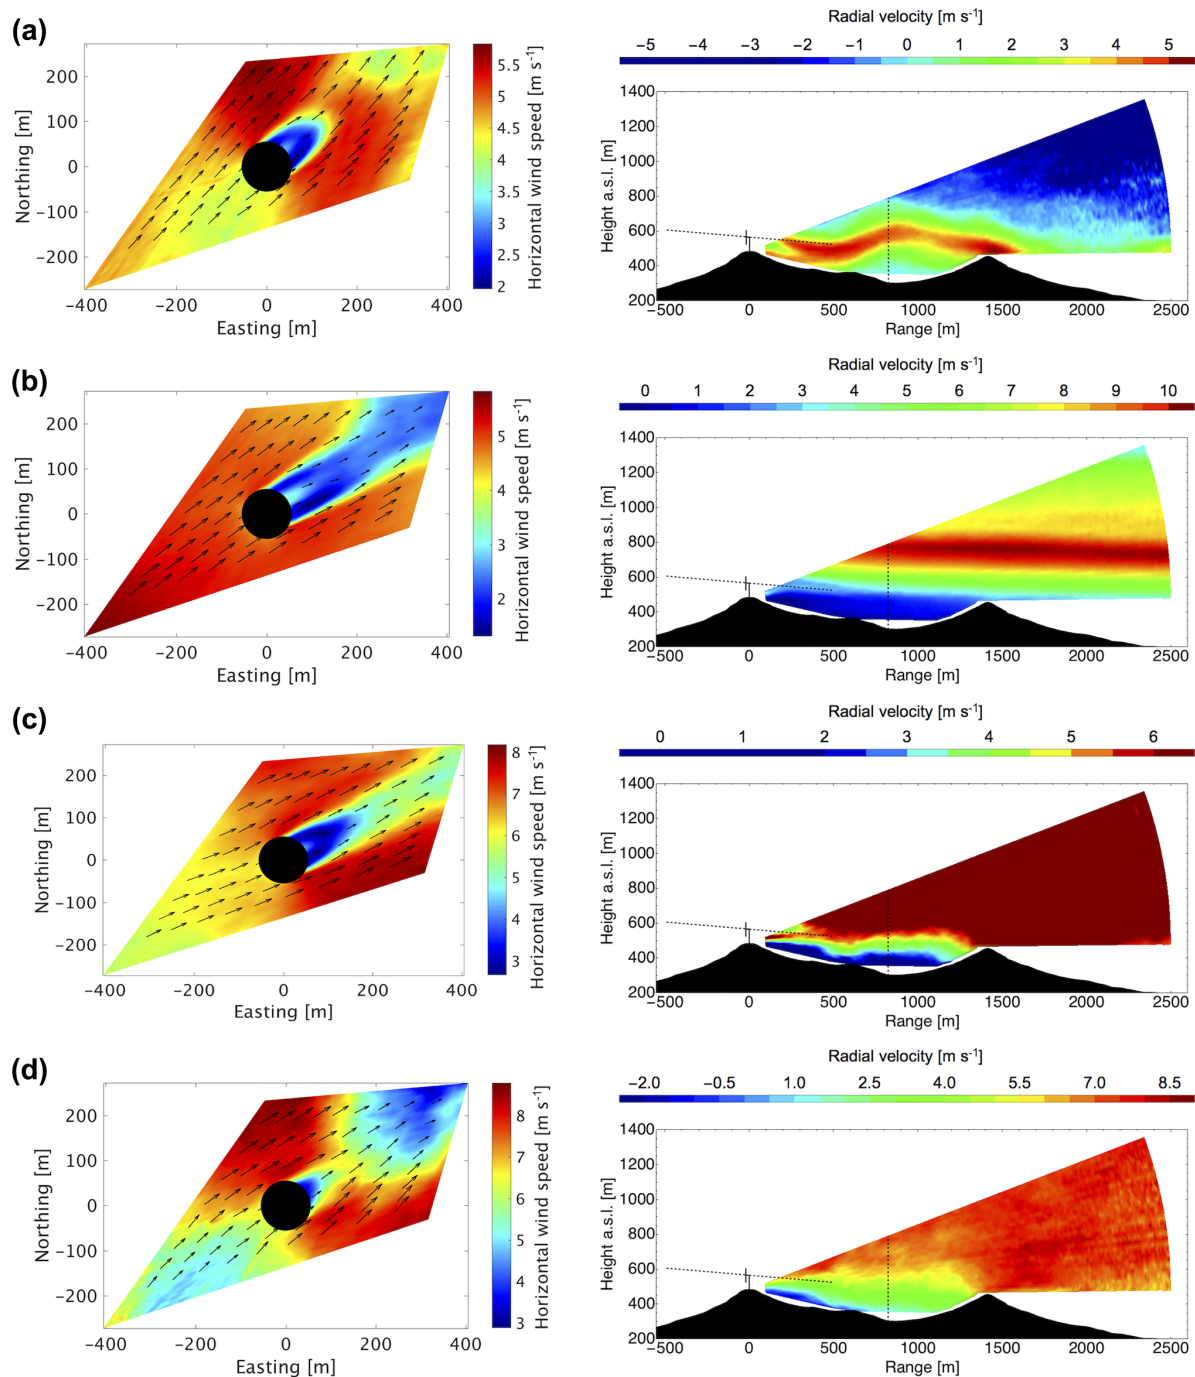 (a)
Northing [m]
200
100
0
−100
−200
−400 −200 0 200 400
Easting [m]
5.5
5
4.5
4
3.5
3
2.5
2
Horizontal wind speed [m s⁻¹]
Radial velocity [m s⁻¹]
−5 −4 −3 −2 −1 0 1 2 3 4 5
Height a.s.l. [m]
1400
1200
1000
800
600
400
200
−500 0 500 1000 1500 2000 2500
Range [m]
(b)
Northing [m]
200
100
0
−100
−200
−400 −200 0 200 400
Easting [m]
5
4
3
2
Horizontal wind speed [m s⁻¹]
Radial velocity [m s⁻¹]
0 1 2 3 4 5 6 7 8 9 10
Height a.s.l. [m]
1400
1200
1000
800
600
400
200
−500 0 500 1000 1500 2000 2500
Range [m]
(c)
Northing [m]
200
100
0
−100
−200
−400 −200 0 200 400
Easting [m]
8
7
6
5
4
3
Horizontal wind speed [m s⁻¹]
Radial velocity [m s⁻¹]
0 1 2 3 4 5 6
Height a.s.l. [m]
1400
1200
1000
800
600
400
200
−500 0 500 1000 1500 2000 2500
Range [m]
(d)
Northing [m]
200
100
0
−100
−200
−400 −200 0 200 400
Easting [m]
8
7
6
5
4
3
Horizontal wind speed [m s⁻¹]
Radial velocity [m s⁻¹]
−2.0 −0.5 1.0 2.5 4.0 5.5 7.0 8.5
Height a.s.l. [m]
1400
1200
1000
800
600
400
200
−500 0 500 1000 1500 2000 2500
Range [m]